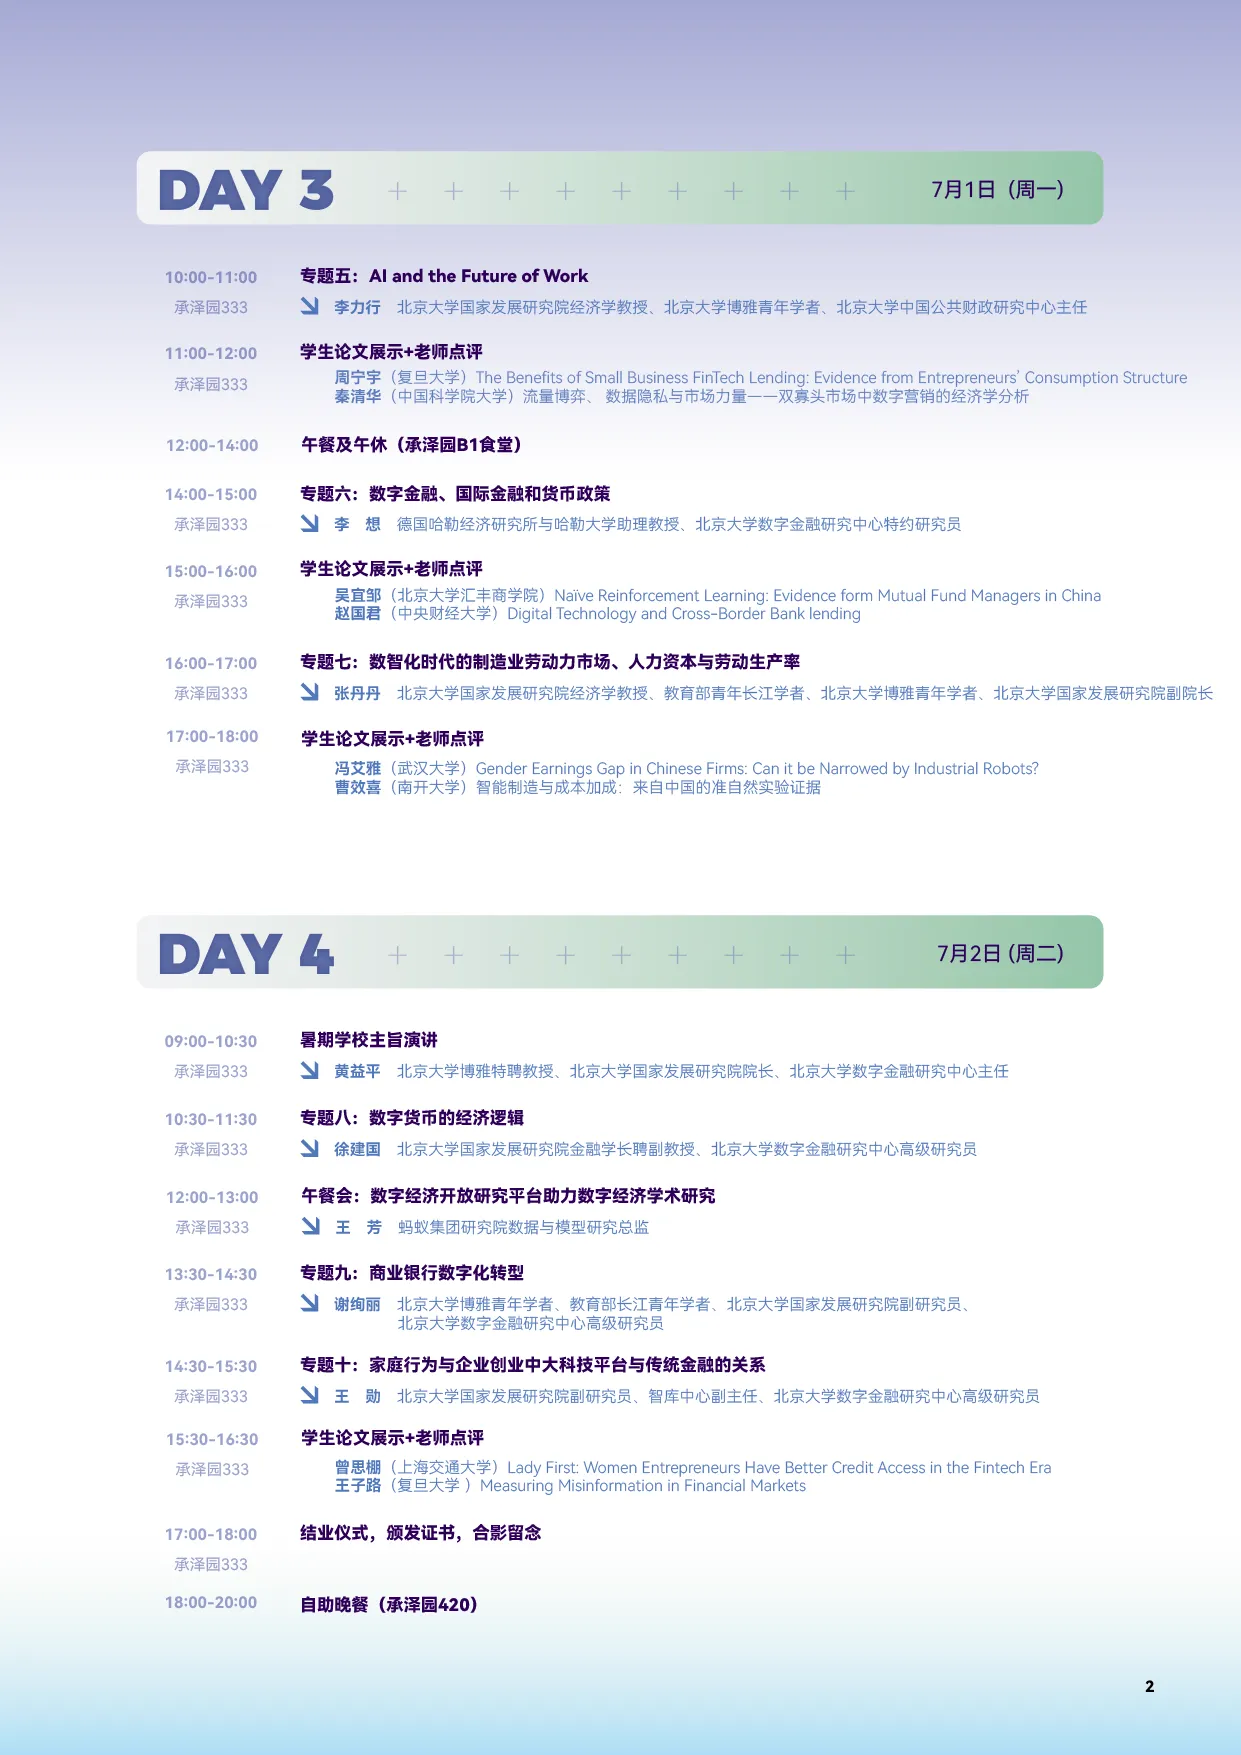 DAY 3 7月1日 (周一)
10:00-11:00 专题五：AI and the Future of Work
承泽园333 李力行 北京大学国家发展研究院经济学教授、北京大学博雅青年学者、北京大学中国公共财政研究中心主任
11:00-12:00 学生论文展示+老师点评
承泽园333 周宁宇（复旦大学）The Benefits of Small Business FinTech Lending: Evidence from Entrepreneurs’ Consumption Structure
秦清华（中国科学院大学）流量博弈、 数据隐私与市场力量——双寡头市场中数字营销的经济学分析
12:00-14:00 午餐及午休（承泽园B1食堂）
14:00-15:00 专题六：数字金融、国际金融和货币政策
承泽园333 李 想 德国哈勒经济研究所与哈勒大学助理教授、北京大学数字金融研究中心特约研究员
15:00-16:00 学生论文展示+老师点评
承泽园333 吴宜邹（北京大学汇丰商学院）Naïve Reinforcement Learning: Evidence form Mutual Fund Managers in China
赵国君（中央财经大学）Digital Technology and Cross-Border Bank lending
16:00-17:00 专题七：数智化时代的制造业劳动力市场、人力资本与劳动生产率
承泽园333 张丹丹 北京大学国家发展研究院经济学教授、教育部青年长江学者、北京大学博雅青年学者、北京大学国家发展研究院副院长
17:00-18:00 学生论文展示+老师点评
承泽园333 冯艾雅（武汉大学）Gender Earnings Gap in Chinese Firms: Can it be Narrowed by Industrial Robots?
曹效喜（南开大学）智能制造与成本加成：来自中国的准自然实验证据
DAY 4 7月2日 (周二)
09:00-10:30 暑期学校主旨演讲
承泽园333 黄益平 北京大学博雅特聘教授、北京大学国家发展研究院院长、北京大学数字金融研究中心主任
10:30-11:30 专题八：数字货币的经济逻辑
承泽园333 徐建国 北京大学国家发展研究院金融学长聘副教授、北京大学数字金融研究中心高级研究员
12:00-13:00 午餐会：数字经济开放研究平台助力数字经济学术研究
承泽园333 王 芳 蚂蚁集团研究院数据与模型研究总监
13:30-14:30 专题九：商业银行数字化转型
承泽园333 谢绚丽 北京大学博雅青年学者、教育部长江青年学者、北京大学国家发展研究院副研究员、
北京大学数字金融研究中心高级研究员
14:30-15:30 专题十：家庭行为与企业创业中大科技平台与传统金融的关系
承泽园333 王 勋 北京大学国家发展研究院副研究员、智库中心副主任、北京大学数字金融研究中心高级研究员
15:30-16:30 学生论文展示+老师点评
承泽园333 曾思棚（上海交通大学）Lady First: Women Entrepreneurs Have Better Credit Access in the Fintech Era
王子路（复旦大学 ）Measuring Misinformation in Financial Markets
17:00-18:00 结业仪式，颁发证书，合影留念
承泽园333
18:00-20:00 自助晚餐（承泽园420）
2